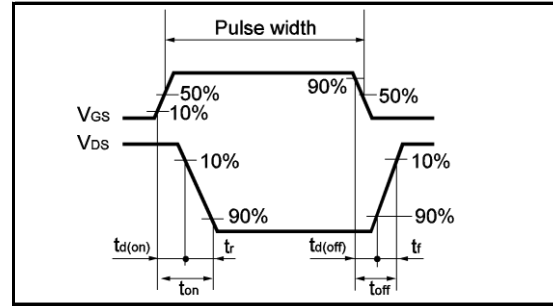 Pulse width
90%
50%
50%
10%
VGS
VDS
10%
10%
90%
90%
td(on)
tr
td(off)
tf
ton
toff